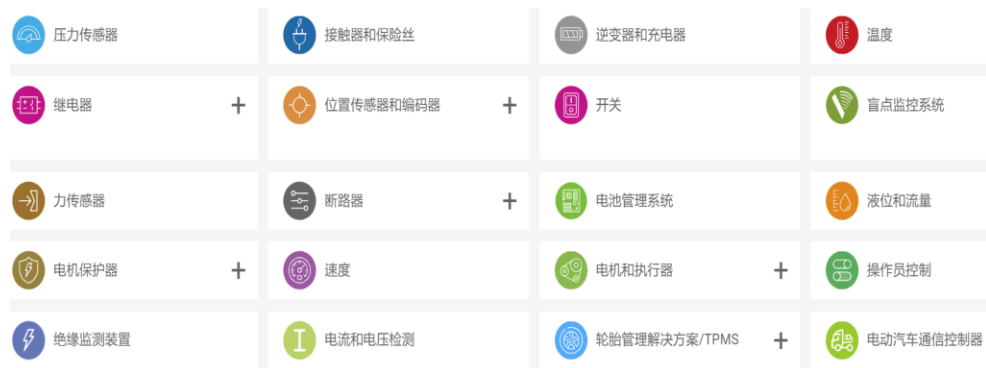 压力传感器
接触器和保险丝
逆变器和充电器
温度
继电器 +
位置传感器和编码器 +
开关
盲点监控系统
力传感器
断路器 +
电池管理系统
液位和流量
电机保护器 +
速度
电机和执行器 +
操作员控制
绝缘监测装置
电流和电压检测
轮胎管理解决方案/TPMS +
电动汽车通信控制器